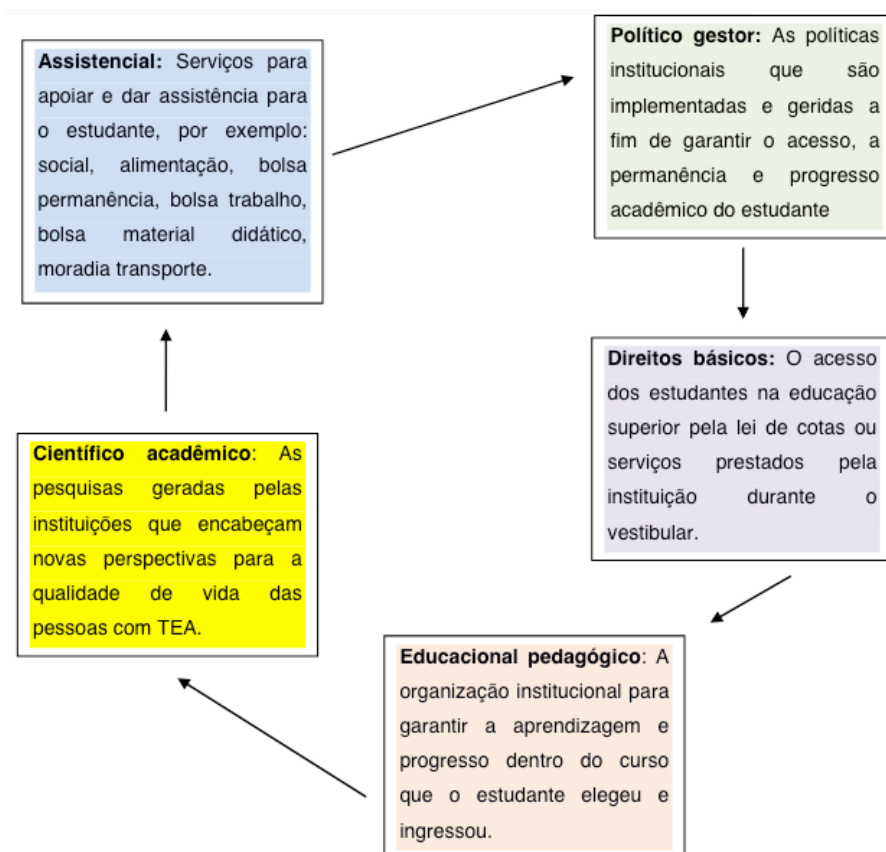 Assistencial: Serviços para
apoiar e dar assistência para
o estudante, por exemplo:
social, alimentação, bolsa
permanência, bolsa trabalho,
bolsa material didático,
moradia transporte.
Político gestor: As políticas
institucionais que são
implementadas e geridas a
fim de garantir o acesso, a
permanência e progresso
acadêmico do estudante
Direitos básicos: O acesso
dos estudantes na educação
superior pela lei de cotas ou
serviços prestados pela
instituição durante o
vestibular.
Educacional pedagógico: A
organização institucional para
garantir a aprendizagem e
progresso dentro do curso
que o estudante elegeu e
ingressou.
Científico acadêmico: As
pesquisas geradas pelas
instituições que encabeçam
novas perspectivas para a
qualidade de vida das
pessoas com TEA.